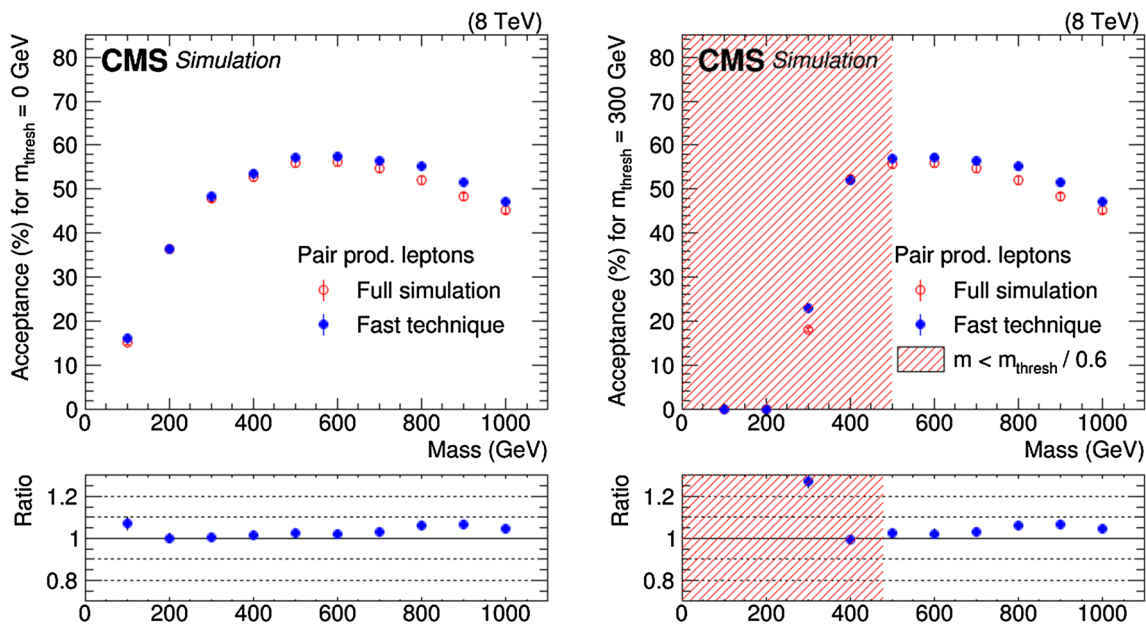 (8 TeV)
CMS Simulation
Acceptance (%) for m_thresh = 0 GeV
80
70
60
50
40
30
20
10
0
Pair prod. leptons
Full simulation
Fast technique
0 200 400 600 800 1000
Mass (GeV)
Ratio
1.2
1
0.8
0 200 400 600 800 1000
(8 TeV)
CMS Simulation
Acceptance (%) for m_thresh = 300 GeV
80
70
60
50
40
30
20
10
0
Pair prod. leptons
Full simulation
Fast technique
m < m_thresh / 0.6
0 200 400 600 800 1000
Mass (GeV)
Ratio
1.2
1
0.8
0 200 400 600 800 1000